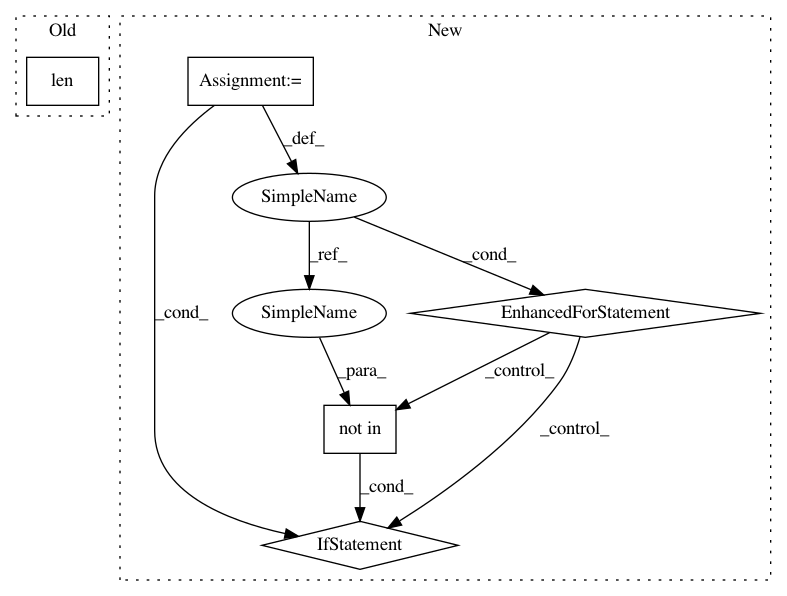 Old
New
len
Assignment:=
_def_
SimpleName
_ref_
_cond_
_cond_
SimpleName
EnhancedForStatement
_para_
_control_
not in
_control_
_cond_
IfStatement